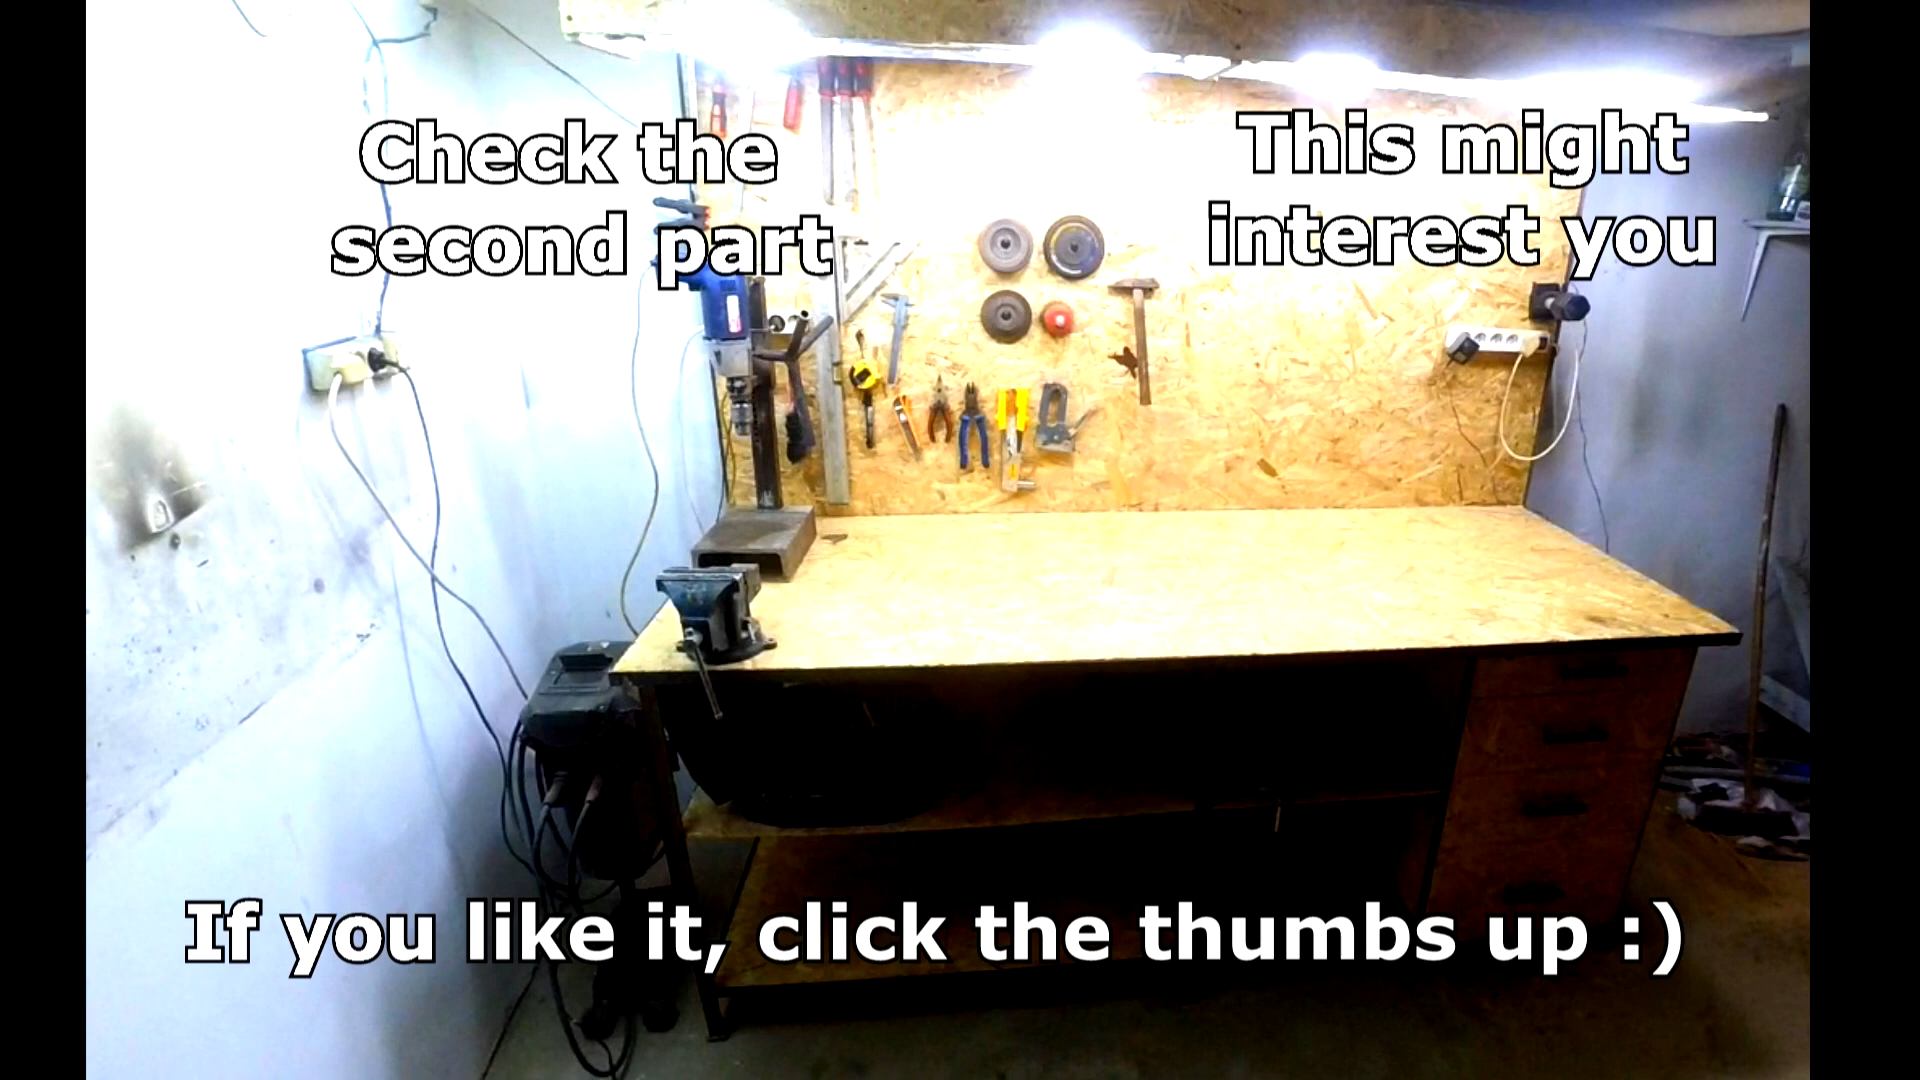 Check the
second part
This might
interest you
If you like it, click the thumbs up :)